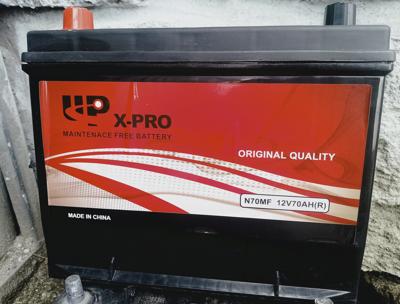 UP X-PRO
MAINTENACE FREE BATTERY
ORIGINAL QUALITY
N70MF 12V70AH(R)
MADE IN CHINA